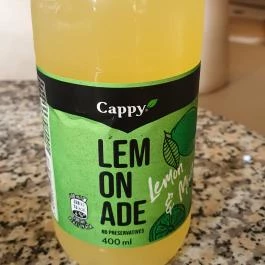 Cappy.
LEM
ON
ADE
Lemon
&
NO PRESERVATIVES
400 ml